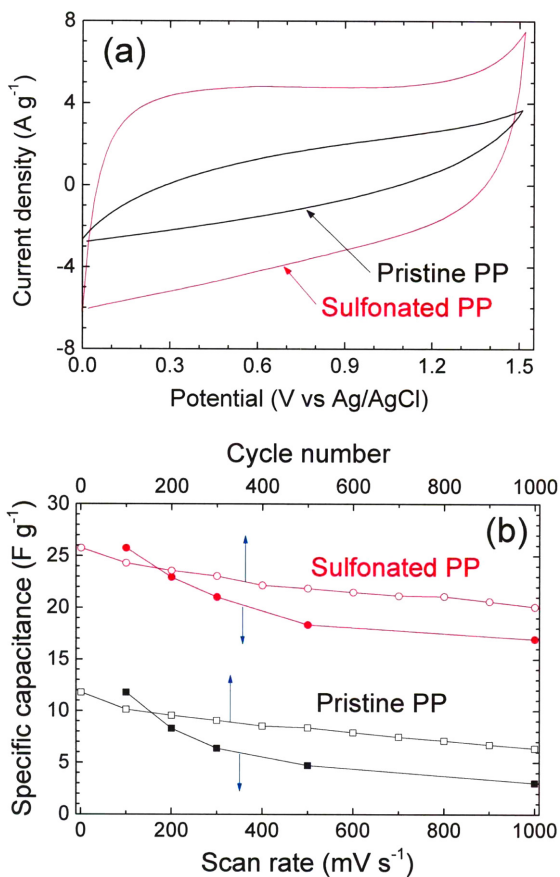 (a)
8
4
0
-4
-8
Current density (A g⁻¹)
Pristine PP
Sulfonated PP
0.0 0.3 0.6 0.9 1.2 1.5
Potential (V vs Ag/AgCl)
Cycle number
0 200 400 600 800 1000
(b)
30
25
20
15
10
5
0
Specific capacitance (F g⁻¹)
Sulfonated PP
Pristine PP
0 200 400 600 800 1000
Scan rate (mV s⁻¹)